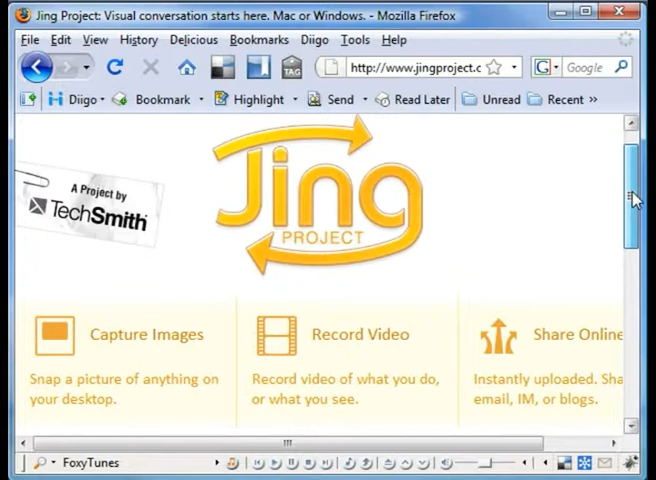 Jing Project: Visual conversation starts here. Mac or Windows. - Mozilla Firefox
File Edit View History Delicious Bookmarks Diigo Tools Help
TAG http://www.jingproject.c G Google
Diigo Bookmark Highlight Send Read Later Unread Recent »
A Project by
TechSmith
Jing
PROJECT
Capture Images
Snap a picture of anything on
your desktop.
Record Video
Record video of what you do,
or what you see.
Share Online
Instantly uploaded. Sha
email, IM, or blogs.
FoxyTunes